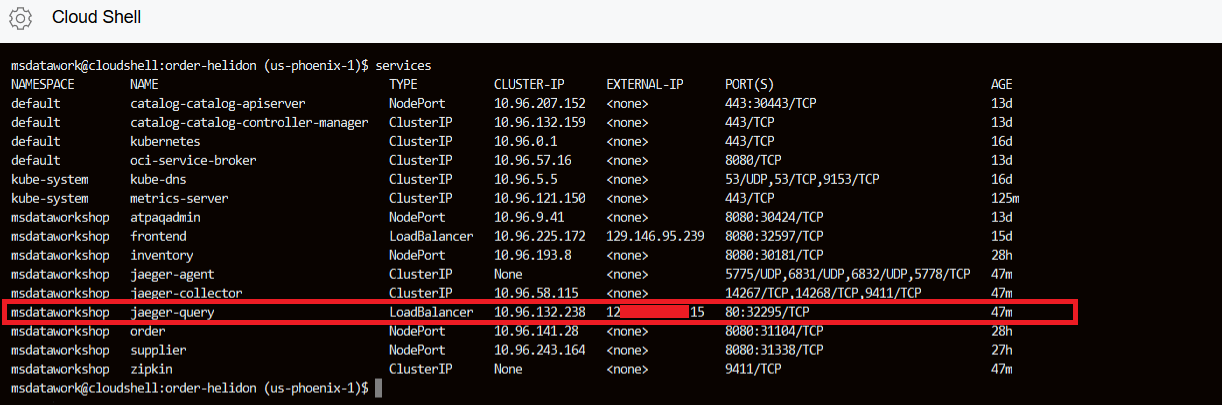 Cloud Shell
msdatawork@cloudshell:order-helidon (us-phoenix-1)$ services
NAMESPACE NAME TYPE CLUSTER-IP EXTERNAL-IP PORT(S) AGE
default catalog-catalog-apiserver NodePort 10.96.207.152 <none> 443:30443/TCP 13d
default catalog-catalog-controller-manager ClusterIP 10.96.132.159 <none> 443/TCP 13d
default kubernetes ClusterIP 10.96.0.1 <none> 443/TCP 16d
default oci-service-broker ClusterIP 10.96.57.16 <none> 8080/TCP 13d
kube-system kube-dns ClusterIP 10.96.5.5 <none> 53/UDP,53/TCP,9153/TCP 16d
kube-system metrics-server ClusterIP 10.96.121.150 <none> 443/TCP 125m
msdataworkshop atpaqadmin NodePort 10.96.9.41 <none> 8080:30424/TCP 13d
msdataworkshop frontend LoadBalancer 10.96.225.172 129.146.95.239 8080:32597/TCP 15d
msdataworkshop inventory NodePort 10.96.193.8 <none> 8080:30181/TCP 28h
msdataworkshop jaeger-agent ClusterIP None <none> 5775/UDP,6831/UDP,6832/UDP,5778/TCP 47m
msdataworkshop jaeger-collector ClusterIP 10.96.58.115 <none> 14267/TCP,14268/TCP,9411/TCP 47m
msdataworkshop jaeger-query LoadBalancer 10.96.132.238 12 15 80:32295/TCP 47m
msdataworkshop order NodePort 10.96.141.28 <none> 8080:31104/TCP 28h
msdataworkshop supplier NodePort 10.96.243.164 <none> 8080:31338/TCP 27h
msdataworkshop zipkin ClusterIP None <none> 9411/TCP 47m
msdatawork@cloudshell:order-helidon (us-phoenix-1)$